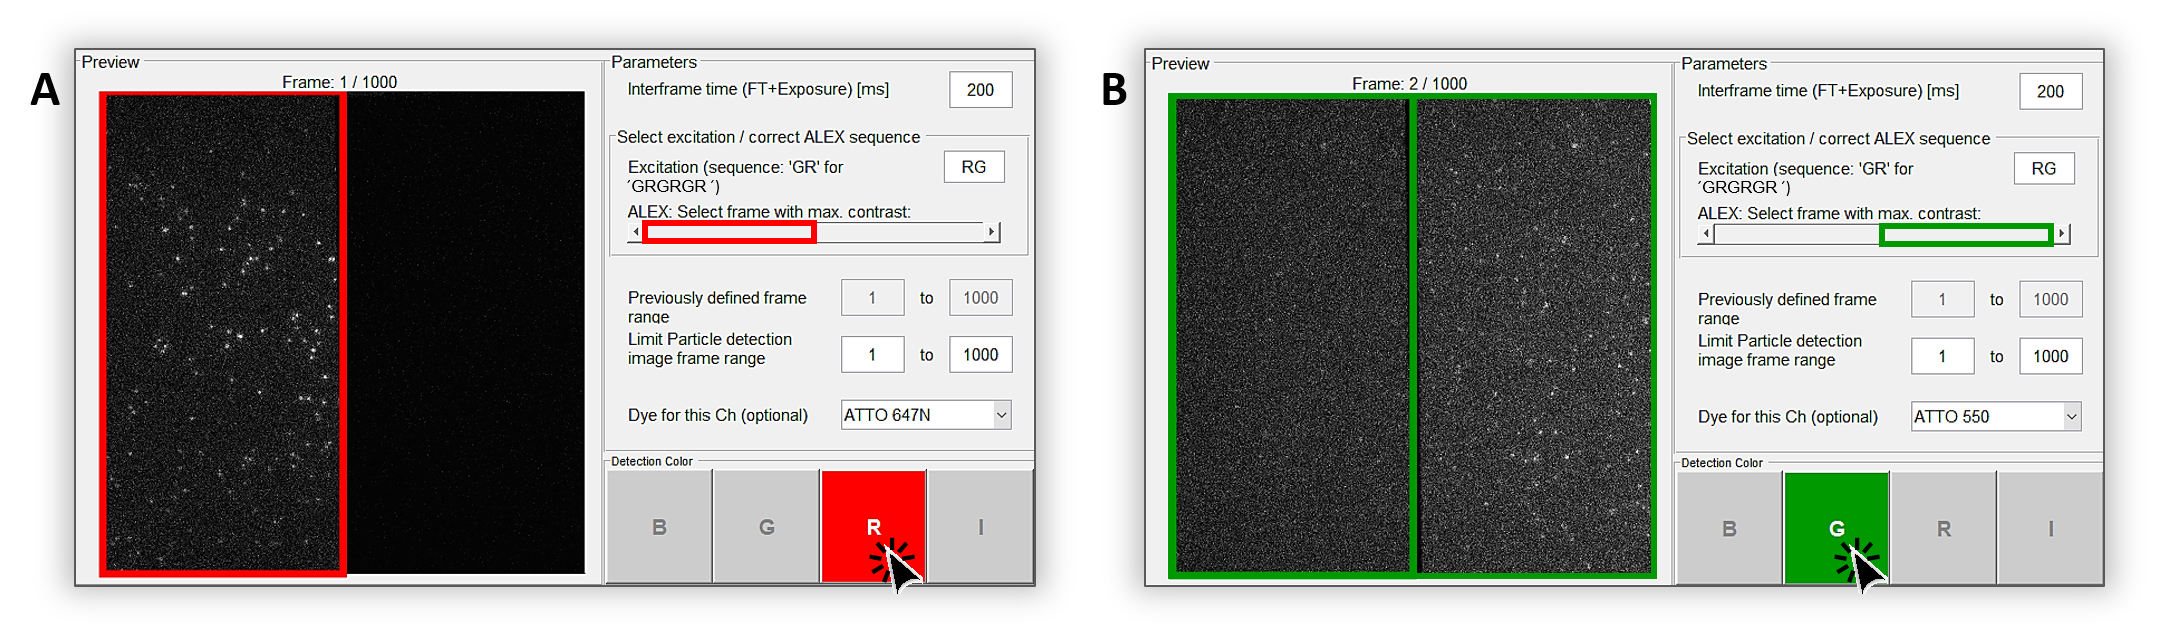 A
Preview
Frame: 1 / 1000
Parameters
Interframe time (FT+Exposure) [ms]
200
Select excitation / correct ALEX sequence
Excitation (sequence: 'GR' for
´GRGRGR ´)
RG
ALEX: Select frame with max. contrast:
Previously defined frame
range
1 to 1000
Limit Particle detection
image frame range
1 to 1000
Dye for this Ch (optional)
ATTO 647N
Detection Color
B G R I
B
Preview
Frame: 2 / 1000
Parameters
Interframe time (FT+Exposure) [ms]
200
Select excitation / correct ALEX sequence
Excitation (sequence: 'GR' for
´GRGRGR ´)
RG
ALEX: Select frame with max. contrast:
Previously defined frame
range
1 to 1000
Limit Particle detection
image frame range
1 to 1000
Dye for this Ch (optional)
ATTO 550
Detection Color
B G R I